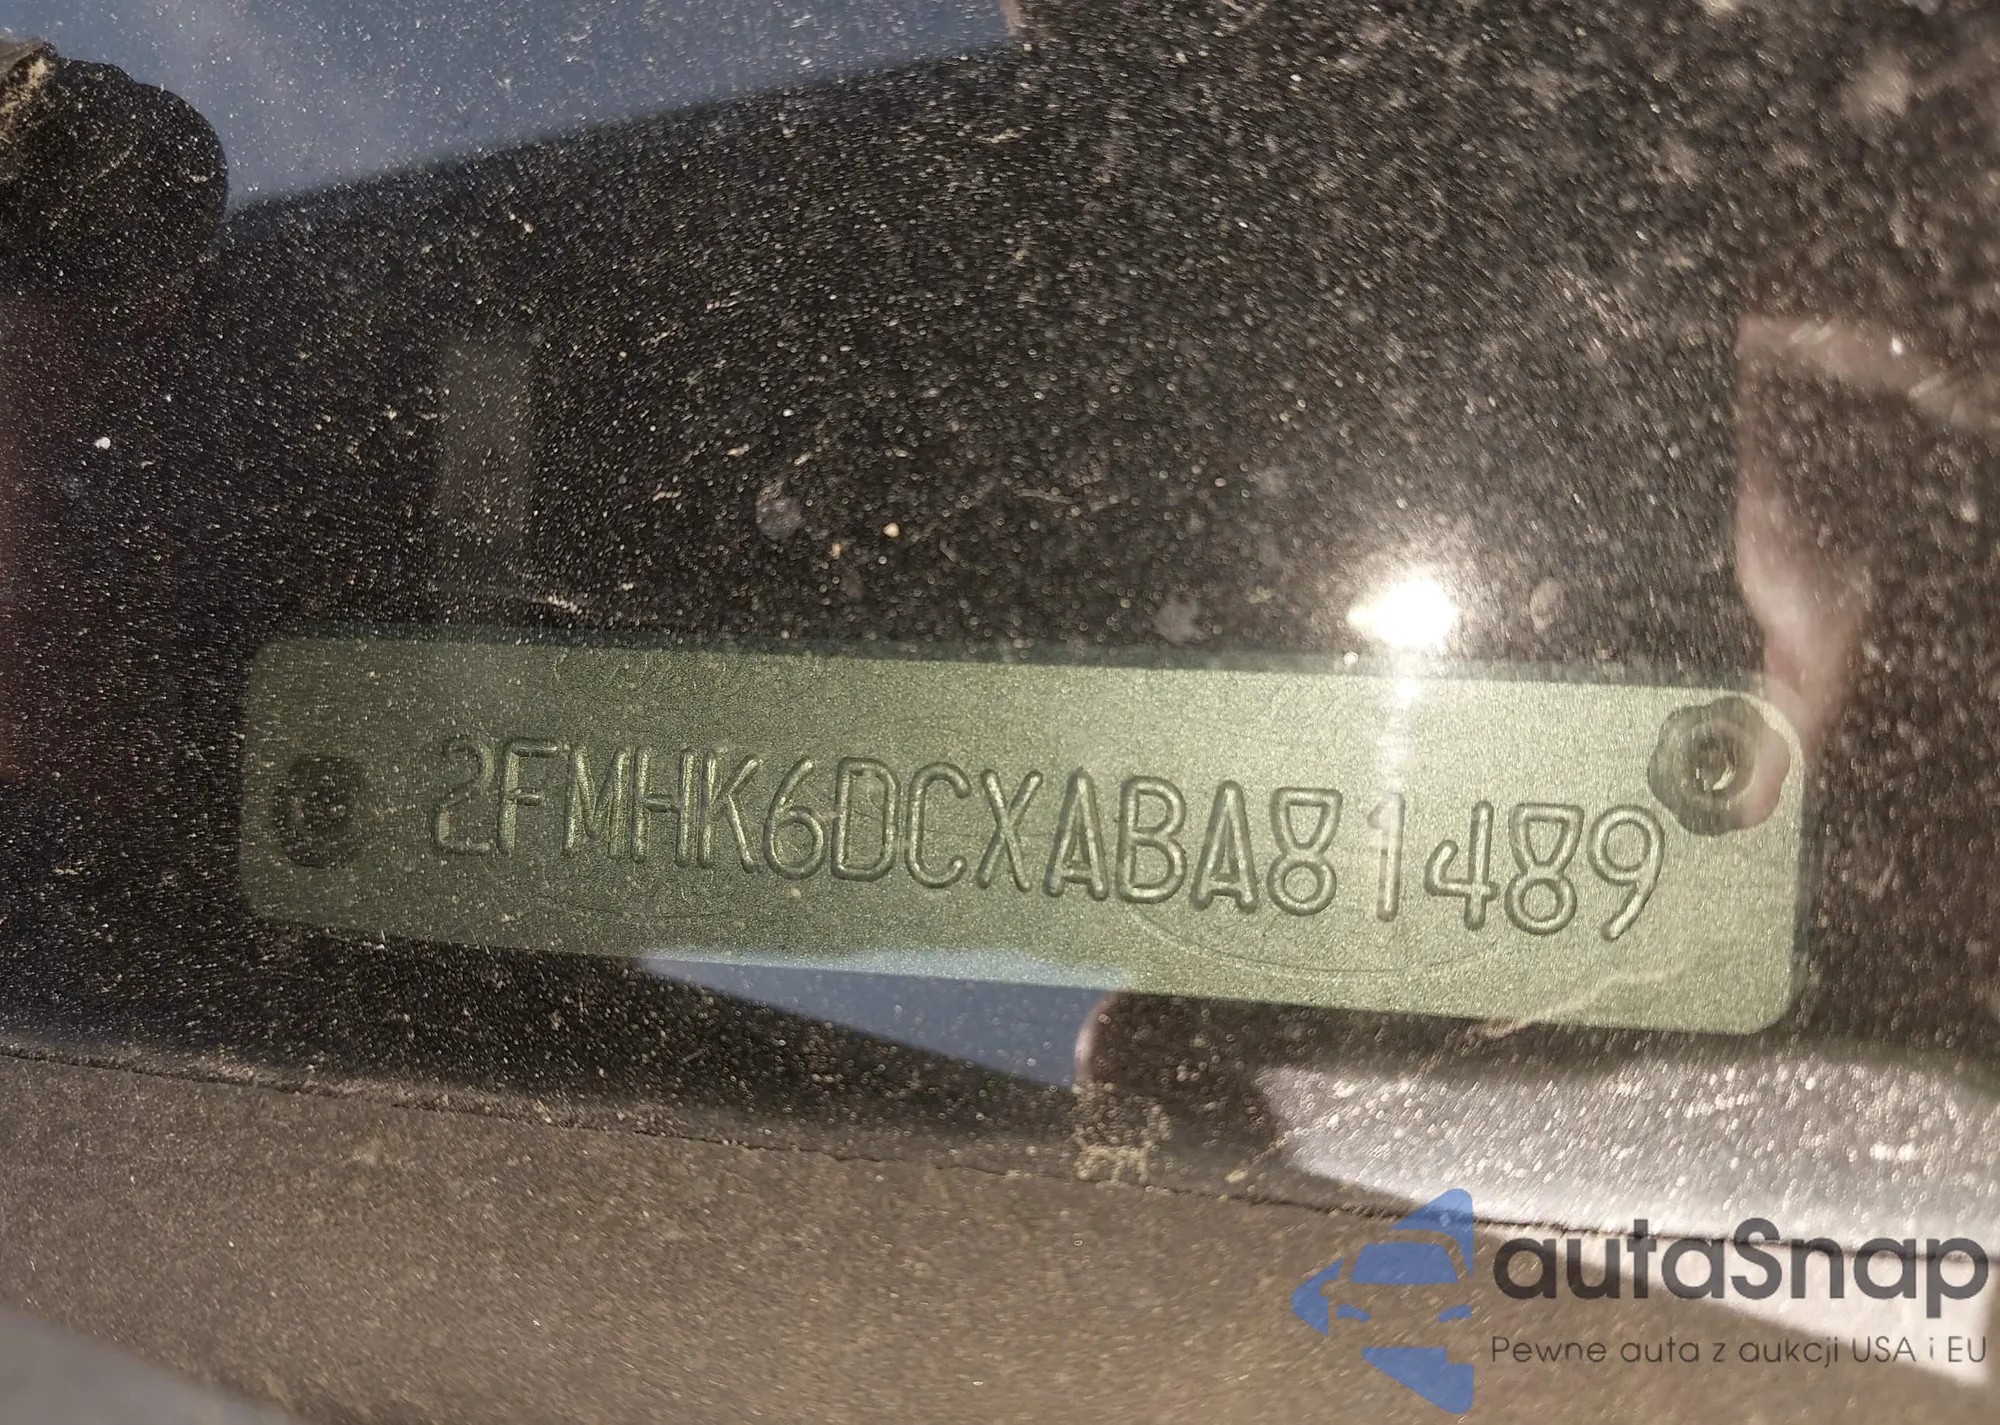 2FMHK6DCXABA81489
autaSnap
Pewne auta z aukcji USA i EU